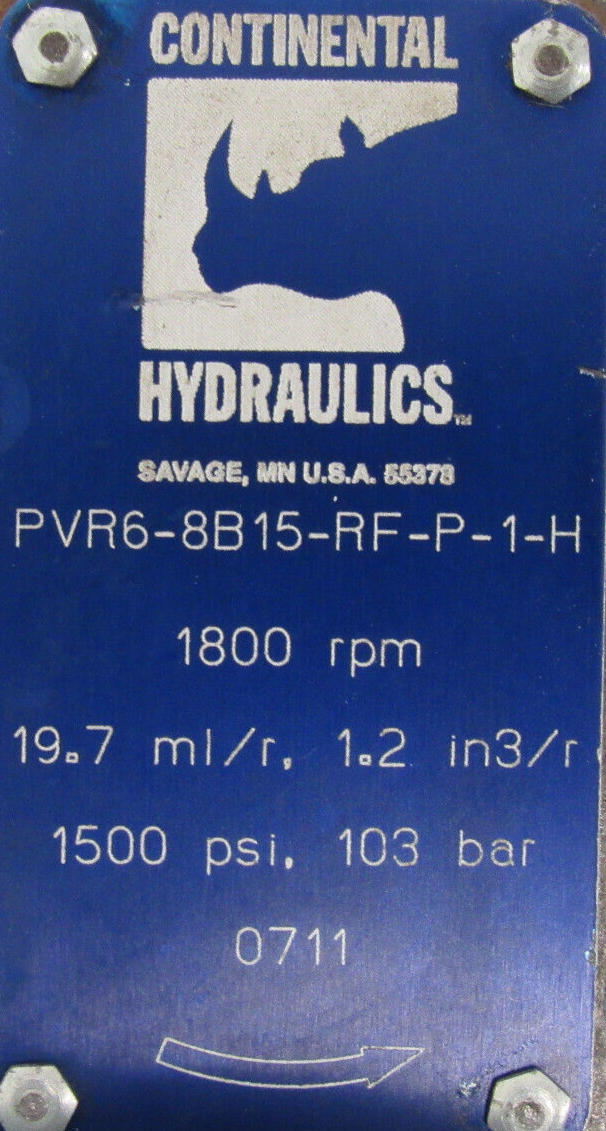 CONTINENTAL
HYDRAULICS™
SAVAGE, MN U.S.A. 55378
PVR6-8B15-RF-P-1-H
1800 rpm
19.7 ml/r, 1.2 in3/r
1500 psi, 103 bar
0711